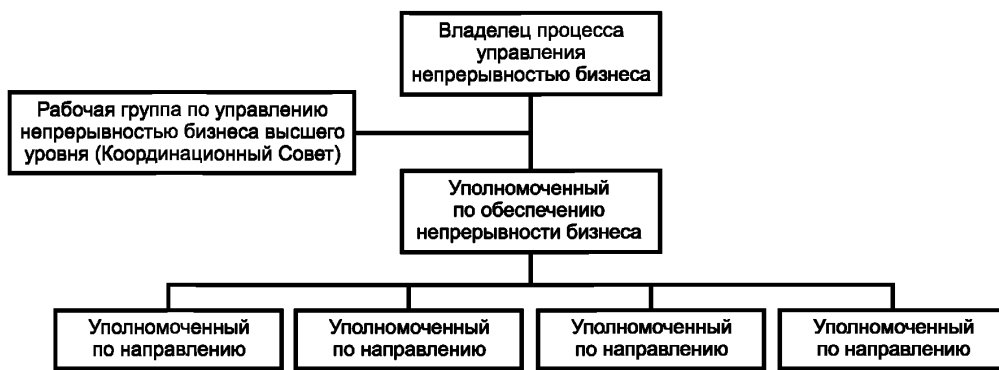 Владелец процесса
управления
непрерывностью бизнеса
Рабочая группа по управлению
непрерывностью бизнеса высшего
уровня (Координационный Совет)
Уполномоченный
по обеспечению
непрерывности бизнеса
Уполномоченный
по направлению
Уполномоченный
по направлению
Уполномоченный
по направлению
Уполномоченный
по направлению